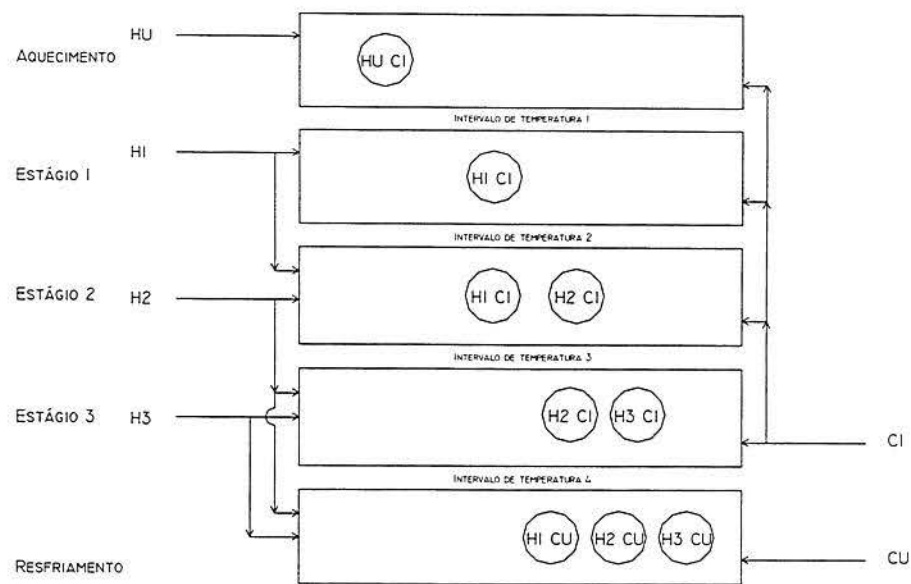 HU
AQUECIMENTO
HU C1
INTERVALO DE TEMPERATURA 1
H1
ESTÁGIO 1
H1 C1
INTERVALO DE TEMPERATURA 2
ESTÁGIO 2 H2
H1 C1 H2 C1
INTERVALO DE TEMPERATURA 3
ESTÁGIO 3 H3
H2 C1 H3 C1
C1
INTERVALO DE TEMPERATURA 4
H1 CU H2 CU H3 CU
RESFRIAMENTO
CU